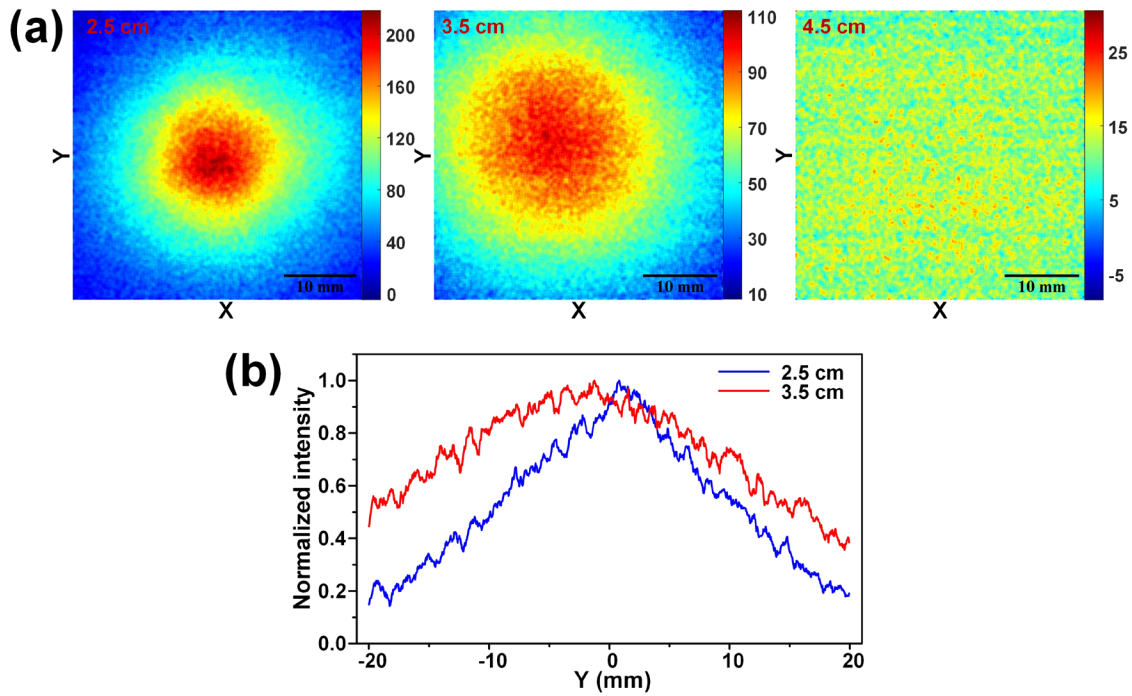 (a)
2.5 cm
Y
X
10 mm
200
160
120
80
40
0
3.5 cm
Y
X
10 mm
110
90
70
50
30
10
4.5 cm
Y
X
10 mm
25
15
5
-5
(b)
Normalized intensity
1.0
0.8
0.6
0.4
0.2
0.0
2.5 cm
3.5 cm
-20 -10 0 10 20
Y (mm)